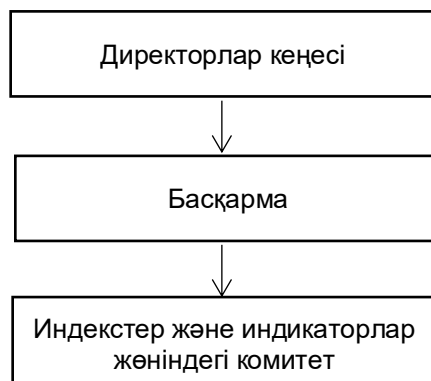 Директорлар кеңесі
Басқарма
Индекстер және индикаторлар
жөніндегі комитет